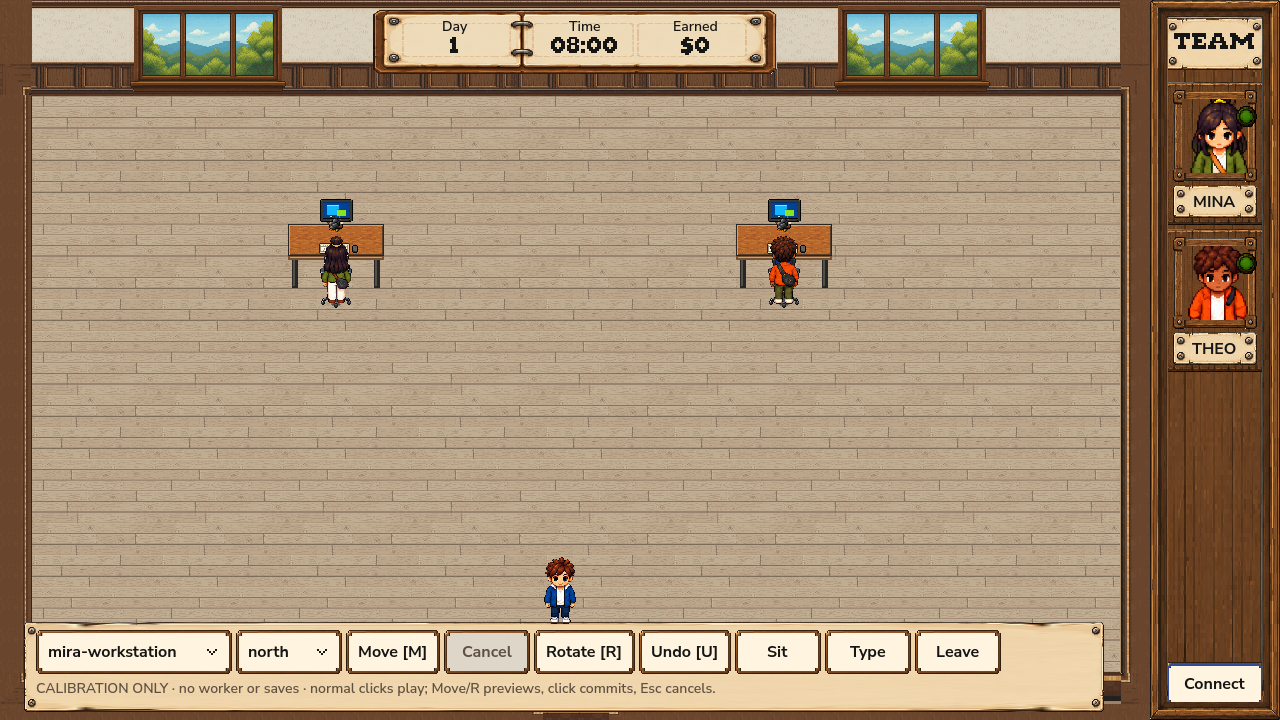 Day Time Earned
1 08:00 $0
TEAM
MINA
THEO
mira-workstation north Move [M] Cancel Rotate [R] Undo [U] Sit Type Leave
CALIBRATION ONLY · no worker or saves · normal clicks play; Move/R previews, click commits, Esc cancels.
Connect